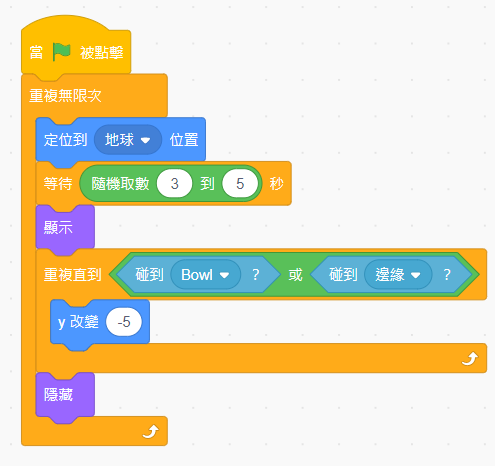 當 被點擊
重複無限次
定位到 地球 位置
等待 隨機取數 3 到 5 秒
顯示
重複直到 碰到 Bowl ? 或 碰到 邊緣 ?
y 改變 -5
隱藏